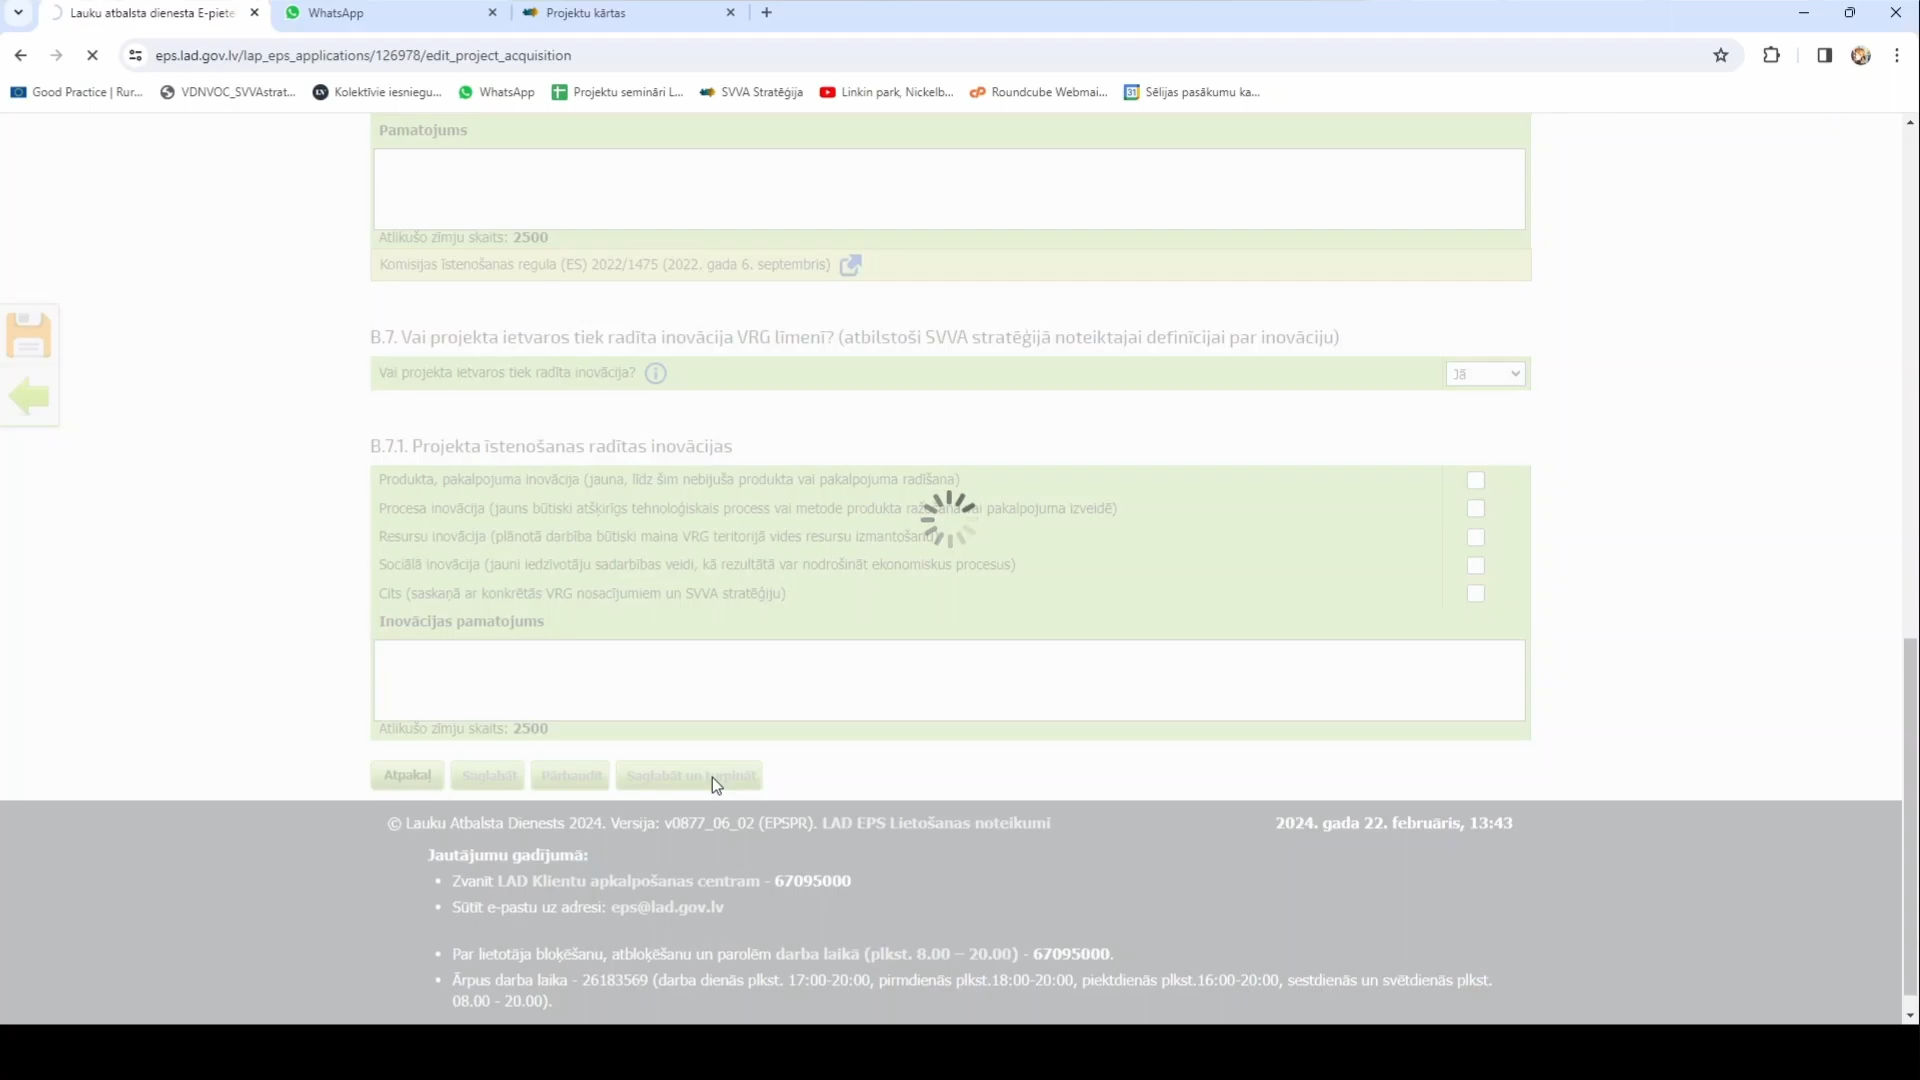 Lauku atbalsta dienesta E-piete
WhatsApp
Projektu kārtas
eps.lad.gov.lv/lap_eps_applications/126978/edit_project_acquisition
Good Practice | Rur...
VDNVOC_SVVAstrat...
Kolektīvie iesniegu...
WhatsApp
Projektu semināri L...
SVVA Stratēģija
Linkin park, Nickelb...
Roundcube Webmai...
Sēlijas pasākumu ka...
Pamatojums
Atlikušo zīmju skaits: 2500
Komisijas īstenošanas regula (ES) 2022/1475 (2022. gada 6. septembris)
B.7. Vai projekta ietvaros tiek radīta inovācija VRG līmenī? (atbilstoši SVVA stratēģijā noteiktajai definīcijai par inovāciju)
Vai projekta ietvaros tiek radīta inovācija?
Jā
B.7.1. Projekta īstenošanas radītas inovācijas
Produkta, pakalpojuma inovācija (jauna, līdz šim nebijuša produkta vai pakalpojuma radīšana)
Procesa inovācija (jauns būtiski atšķirīgs tehnoloģiskais process vai metode produkta ražošanā vai pakalpojuma izveidē)
Resursu inovācija (plānotā darbība būtiski maina VRG teritorijā vides resursu izmantošanu)
Sociālā inovācija (jauni iedzīvotāju sadarbības veidi, kā rezultātā var nodrošināt ekonomiskus procesus)
Cits (saskaņā ar konkrētās VRG nosacījumiem un SVVA stratēģiju)
Inovācijas pamatojums
Atlikušo zīmju skaits: 2500
Atpakaļ
Saglabāt
Pārbaudīt
Saglabāt un turpināt
© Lauku Atbalsta Dienests 2024. Versija: v0877_06_02 (EPSPR). LAD EPS Lietošanas noteikumi
2024. gada 22. februāris, 13:43
Jautājumu gadījumā:
• Zvanīt LAD Klientu apkalpošanas centram - 67095000
• Sūtīt e-pastu uz adresi: eps@lad.gov.lv
• Par lietotāja bloķēšanu, atbloķēšanu un parolēm darba laikā (plkst. 8.00 – 20.00) - 67095000.
• Ārpus darba laika - 26183569 (darba dienās plkst. 17:00-20:00, pirmdienās plkst.18:00-20:00, piektdienās plkst.16:00-20:00, sestdienās un svētdienās plkst.
08.00 - 20.00).